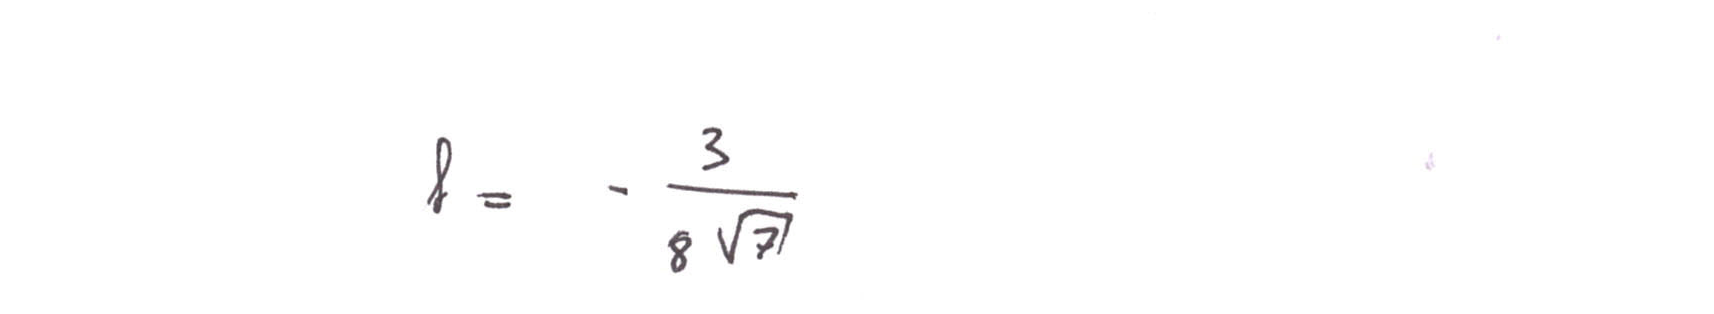 f = - 3 / (8 √7)